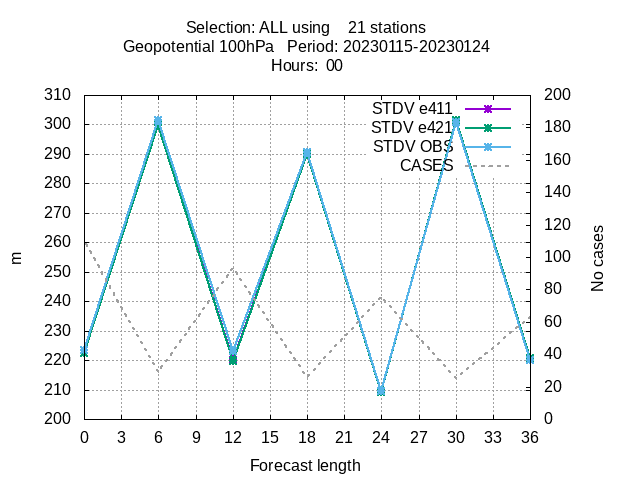 Selection: ALL using    21 stations
Geopotential 100hPa   Period: 20230115-20230124
Hours:  00
310
300
290
280
270
260
250
240
230
220
210
200
m
STDV e411
STDV e421
STDV OBS
CASES
200
180
160
140
120
100
80
60
40
20
0
No cases
0 3 6 9 12 15 18 21 24 27 30 33 36
Forecast length